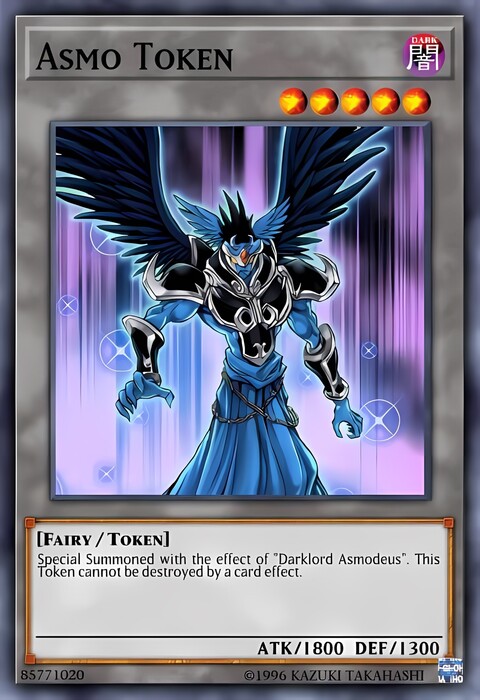 Asmo Token
DARK
闇
[Fairy / Token]
Special Summoned with the effect of "Darklord Asmodeus". This
Token cannot be destroyed by a card effect.
ATK/1800 DEF/1300
85771020
©1996 KAZUKI TAKAHASHI